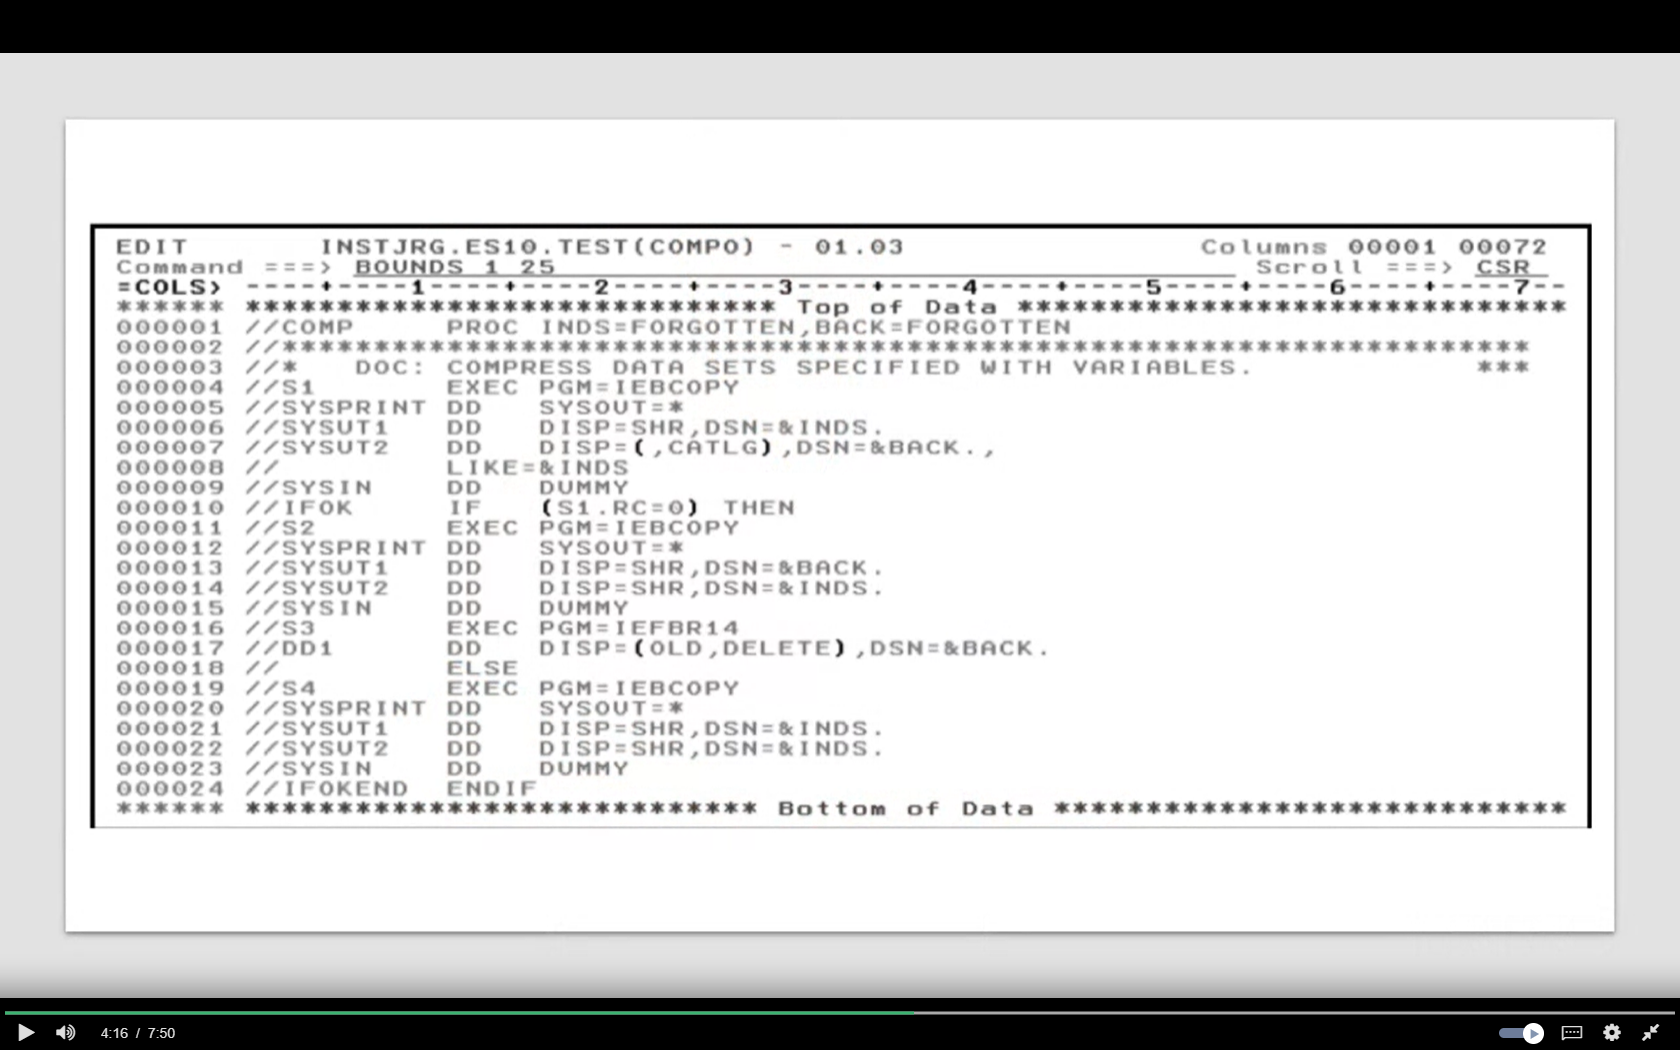 EDIT       INSTJRG.ES10.TEST(COMPO) - 01.03                Columns 00001 00072
Command ===> BOUNDS 1 25                                      Scroll ===> CSR
=COLS> ----+----1----+----2----+----3----+----4----+----5----+----6----+----7--
****** ***************************** Top of Data ******************************
000001 //COMP     PROC INDS=FORGOTTEN,BACK=FORGOTTEN
000002 //********************************************************************
000003 //*   DOC: COMPRESS DATA SETS SPECIFIED WITH VARIABLES.            ***
000004 //S1       EXEC PGM=IEBCOPY
000005 //SYSPRINT DD   SYSOUT=*
000006 //SYSUT1   DD   DISP=SHR,DSN=&INDS.
000007 //SYSUT2   DD   DISP=(,CATLG),DSN=&BACK.,
000008 //         LIKE=&INDS
000009 //SYSIN    DD   DUMMY
000010 //IFOK     IF   (S1.RC=0) THEN
000011 //S2       EXEC PGM=IEBCOPY
000012 //SYSPRINT DD   SYSOUT=*
000013 //SYSUT1   DD   DISP=SHR,DSN=&BACK.
000014 //SYSUT2   DD   DISP=SHR,DSN=&INDS.
000015 //SYSIN    DD   DUMMY
000016 //S3       EXEC PGM=IEFBR14
000017 //DD1      DD   DISP=(OLD,DELETE),DSN=&BACK.
000018 //         ELSE
000019 //S4       EXEC PGM=IEBCOPY
000020 //SYSPRINT DD   SYSOUT=*
000021 //SYSUT1   DD   DISP=SHR,DSN=&INDS.
000022 //SYSUT2   DD   DISP=SHR,DSN=&INDS.
000023 //SYSIN    DD   DUMMY
000024 //IFOKEND  ENDIF
****** **************************** Bottom of Data ****************************
4:16 / 7:50